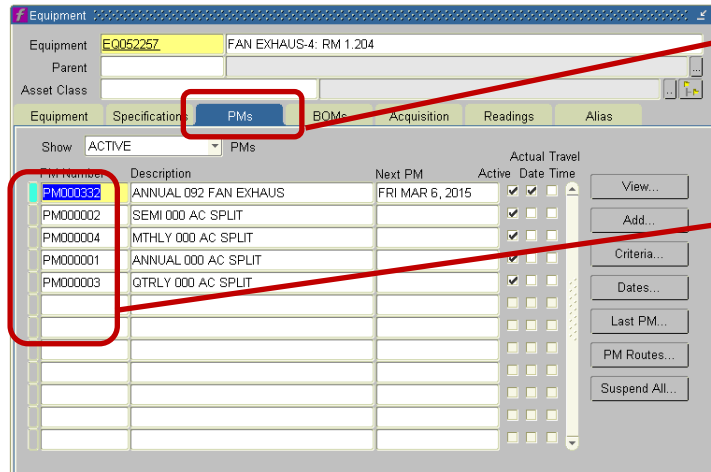 Equipment
Equipment EQ052257 FAN EXHAUS-4: RM 1.204
Parent ...
Asset Class ..
Equipment Specifications PMs BOMs Acquisition Readings Alias
Show ACTIVE PMs
Actual Travel
PM Number Description Next PM Active Date Time
PM000332 ANNUAL 092 FAN EXHAUS FRI MAR 6, 2015
View...
PM000002 SEMI 000 AC SPLIT
Add...
PM000004 MTHLY 000 AC SPLIT
PM000001 ANNUAL 000 AC SPLIT
Criteria...
PM000003 QTRLY 000 AC SPLIT
Dates...
Last PM...
PM Routes...
Suspend All...